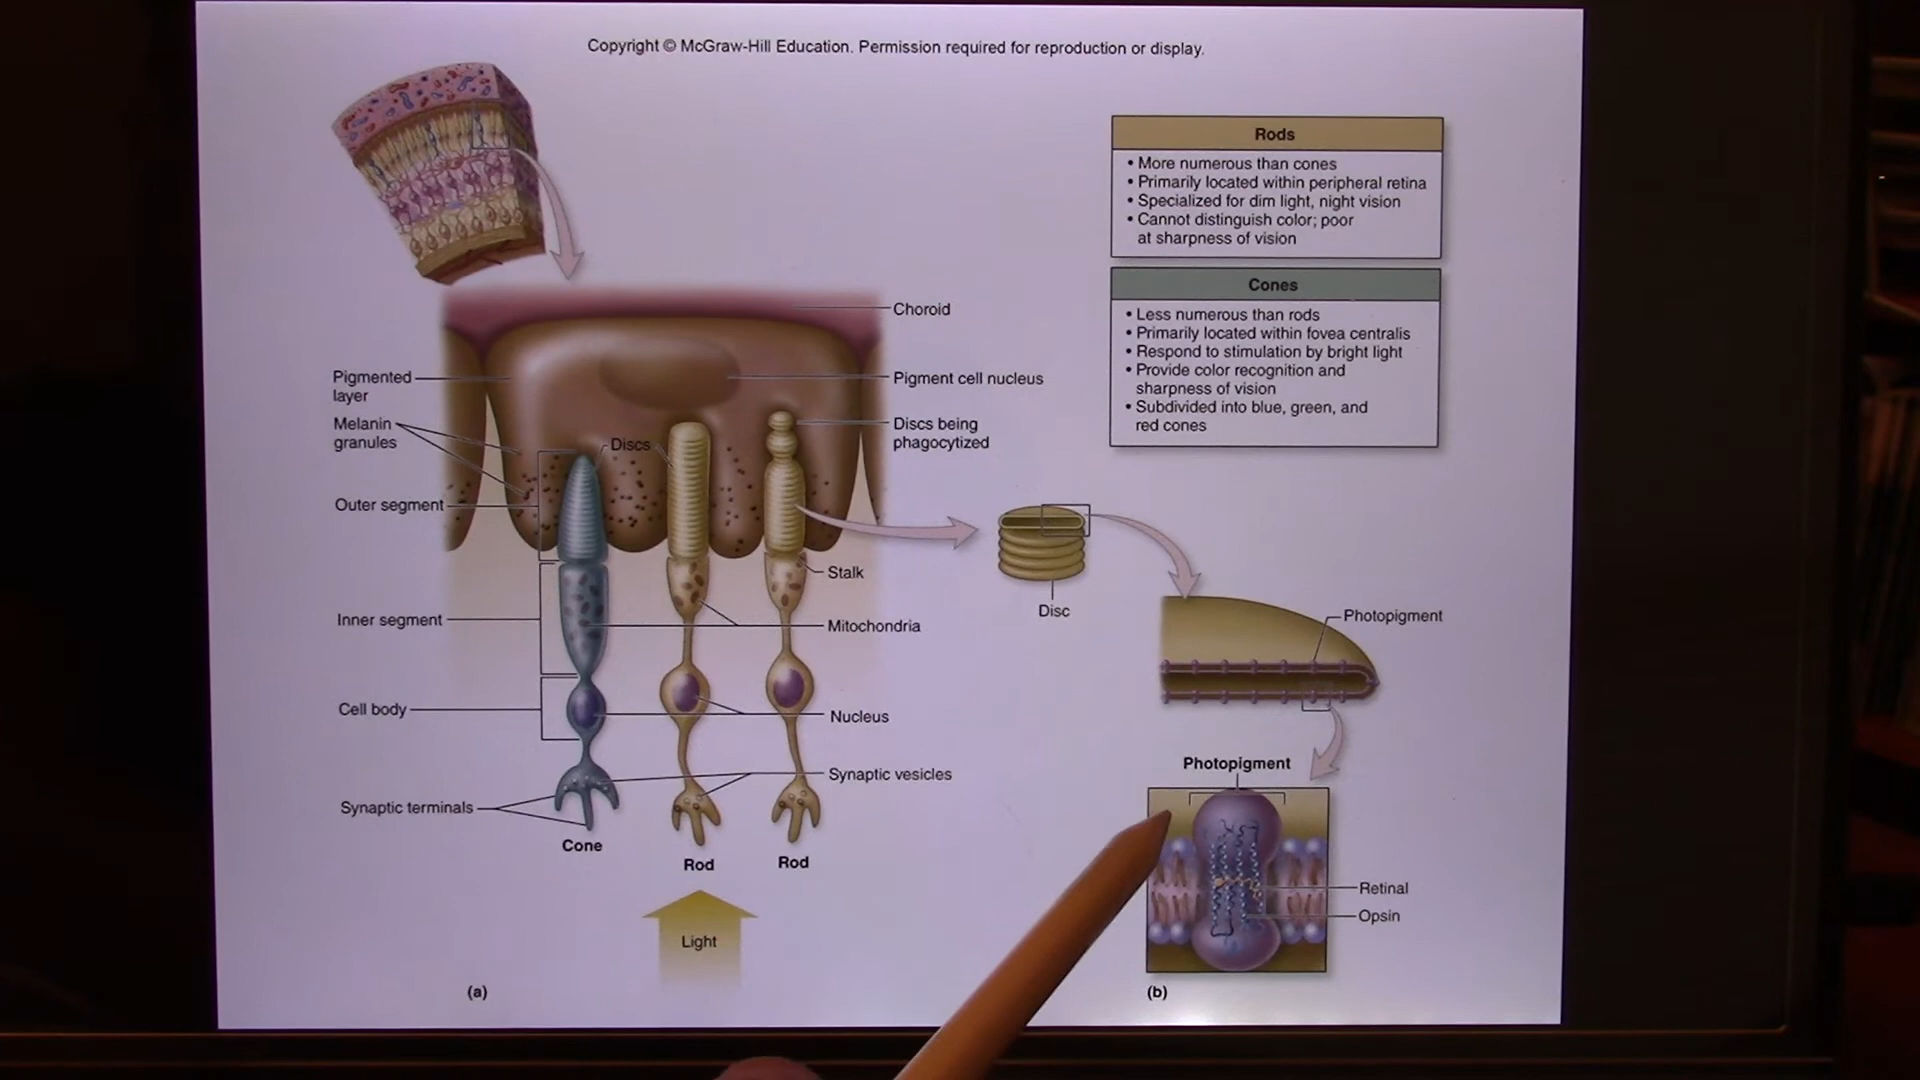 Copyright © McGraw-Hill Education. Permission required for reproduction or display.
Rods
• More numerous than cones
• Primarily located within peripheral retina
• Specialized for dim light, night vision
• Cannot distinguish color; poor
at sharpness of vision
Cones
• Less numerous than rods
• Primarily located within fovea centralis
• Respond to stimulation by bright light
• Provide color recognition and
sharpness of vision
• Subdivided into blue, green, and
red cones
Choroid
Pigmented
layer
Pigment cell nucleus
Melanin
granules
Discs
Discs being
phagocytized
Outer segment
Stalk
Inner segment
Mitochondria
Cell body
Nucleus
Synaptic vesicles
Synaptic terminals
Cone
Rod
Rod
Light
(a)
Disc
Photopigment
Photopigment
Retinal
Opsin
(b)